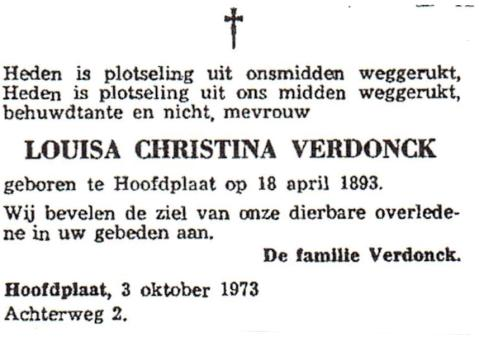 Heden is plotseling uit onsmidden weggerukt,
Heden is plotseling uit ons midden weggerukt,
behuwdtante en nicht, mevrouw
LOUISA CHRISTINA VERDONCK
geboren te Hoofdplaat op 18 april 1893.
Wij bevelen de ziel van onze dierbare overlede-
ne in uw gebeden aan.
De familie Verdonck.
Hoofdplaat, 3 oktober 1973
Achterweg 2.